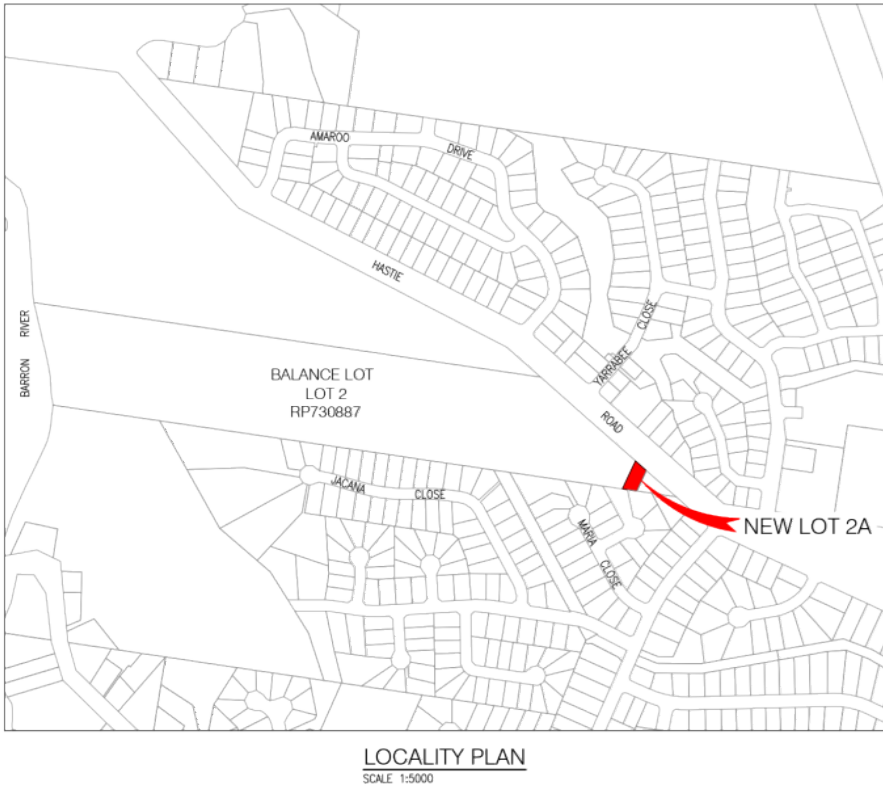 AMAROO
DRIVE
HASTIE
BARRON RIVER
YARRABEE CLOSE
BALANCE LOT
LOT 2
RP730887
ROAD
JACANA CLOSE
MARIA CLOSE
NEW LOT 2A
LOCALITY PLAN
SCALE 1:5000